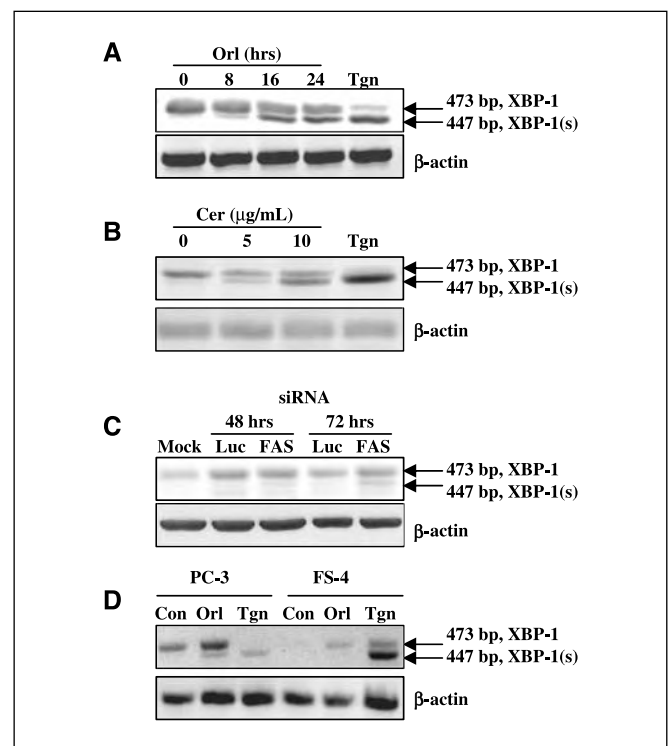 A
Orl (hrs)
0 8 16 24 Tgn
473 bp, XBP-1
447 bp, XBP-1(s)
β-actin
B
Cer (μg/mL)
0 5 10 Tgn
473 bp, XBP-1
447 bp, XBP-1(s)
β-actin
C
siRNA
48 hrs 72 hrs
Mock Luc FAS Luc FAS
473 bp, XBP-1
447 bp, XBP-1(s)
β-actin
D
PC-3 FS-4
Con Orl Tgn Con Orl Tgn
473 bp, XBP-1
447 bp, XBP-1(s)
β-actin